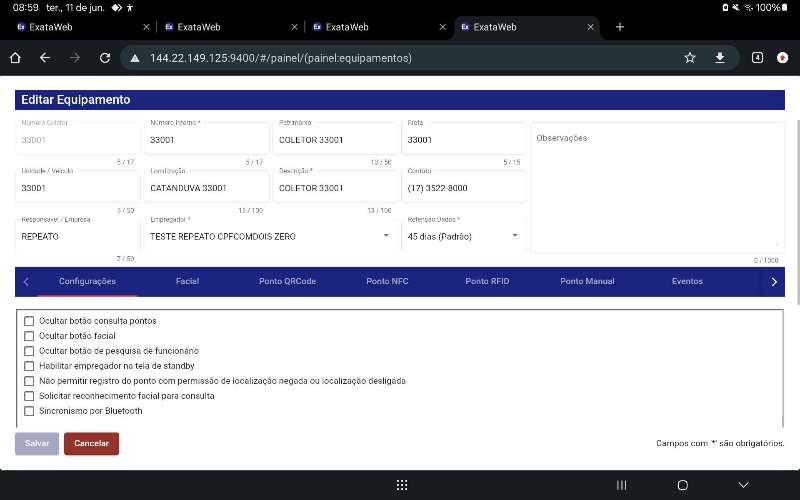 08:59 ter., 11 de jun. 100%
ExataWeb ExataWeb ExataWeb ExataWeb
144.22.149.125:9400/#/painel/(painel:equipamentos) 4
Editar Equipamento
Número Coletor Número Interno * Patrimônio Frota
33001 33001 COLETOR 33001 33001 Observações
5 / 17 5 / 17 13 / 50 5 / 15
Unidade / Veículo Localização Descrição * Contato
33001 CATANDUVA 33001 COLETOR 33001 (17) 3522-8000
5 / 50 15 / 100 13 / 100
Responsável / Empresa Empregador * Retenção Dados *
REPEATO TESTE REPEATO CPFCOMDOIS ZERO 45 dias (Padrão)
7 / 50 0 / 1000
Configurações Facial Ponto QRCode Ponto NFC Ponto RFID Ponto Manual Eventos
Ocultar botão consulta pontos
Ocultar botão facial
Ocultar botão de pesquisa de funcionário
Habilitar empregador na tela de standby
Não permitir registro do ponto com permissão de localização negada ou localização desligada
Solicitar reconhecimento facial para consulta
Sincronismo por Bluetooth
Salvar Cancelar Campos com '*' são obrigatórios.